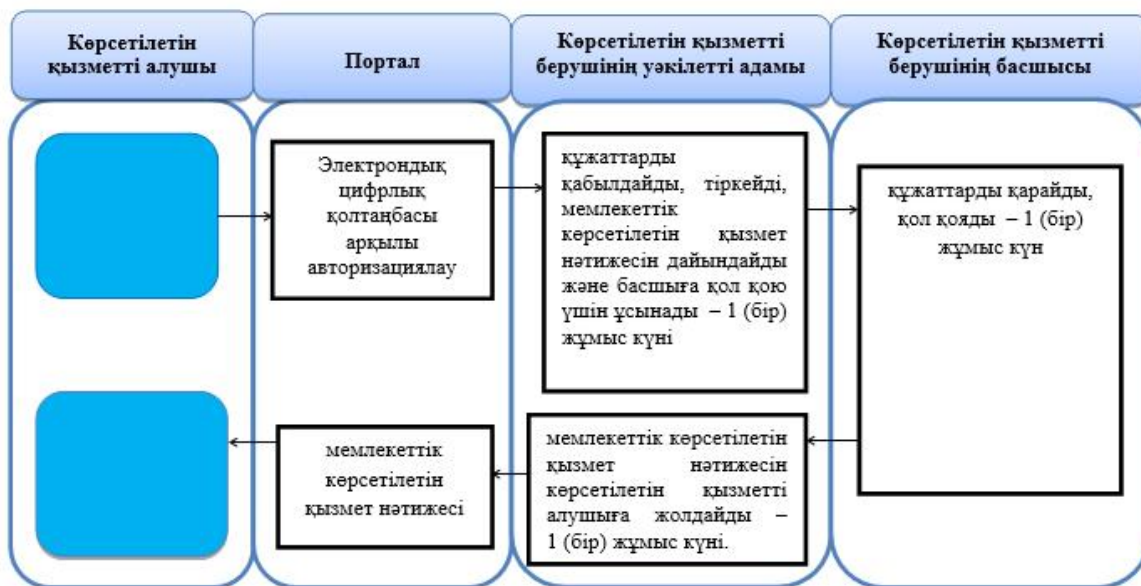 Көрсетілетін
қызметті алушы
Портал
Көрсетілетін қызметті
берушінің уәкілетті адамы
Көрсетілетін қызметті
берушінің басшысы
Электрондық
цифрлық
қолтаңбасы
арқылы
авторизациялау
құжаттарды
қабылдайды, тіркейді,
мемлекеттік
көрсетілетін қызмет
нәтижесін дайындайды
және басшыға қол қою
үшін ұсынады – 1 (бір)
жұмыс күні
құжаттарды қарайды,
қол қояды – 1 (бір)
жұмыс күн
мемлекеттік
көрсетілетін
қызмет нәтижесі
мемлекеттік көрсетілетін
қызмет нәтижесін
көрсетілетін қызметті
алушыға жолдайды –
1 (бір) жұмыс күні.